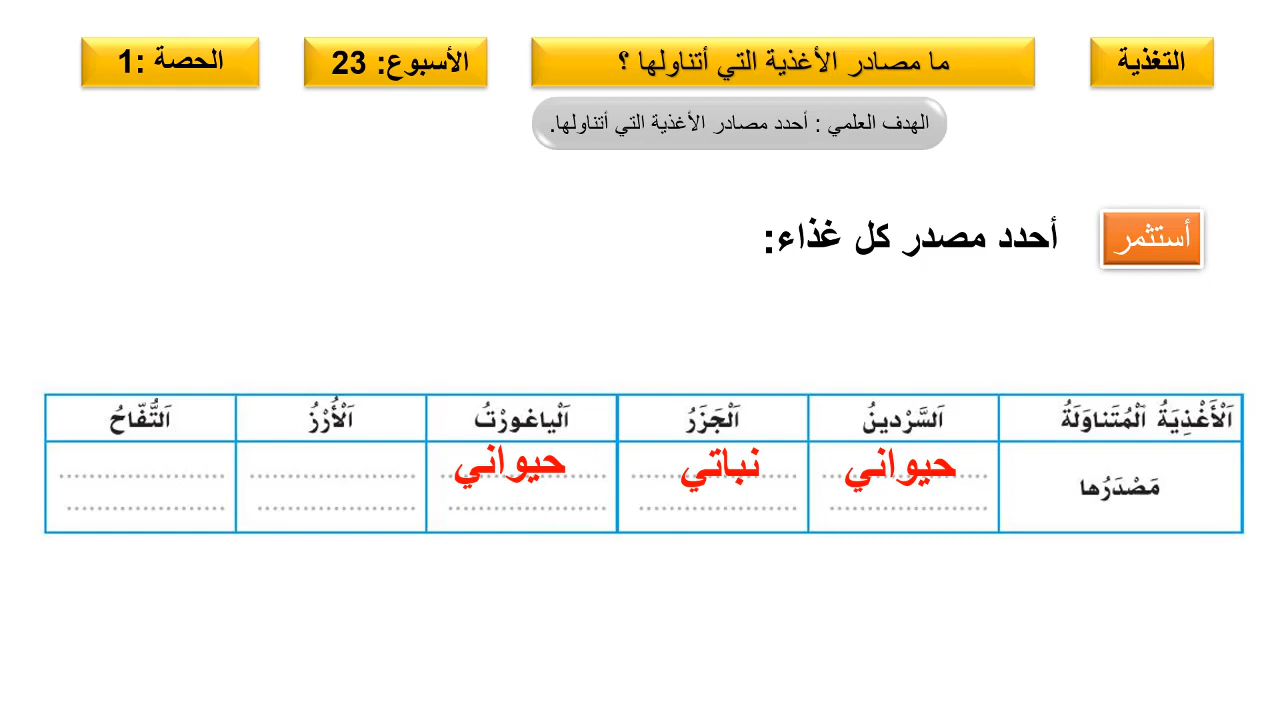 التغذية
ما مصادر الأغذية التي أتناولها ؟
الأسبوع: 23
الحصة :1
الهدف العلمي : أحدد مصادر الأغذية التي أتناولها.
أستثمر
أحدد مصدر كل غذاء:
اَلْأَغْذِيَةُ اَلْمُتَناوَلَةُ اَلسَّرْدينُ اَلْجَزَرُ اَلْياغورْتُ اَلْأُرْزُ اَلتُّفّاحُ
مَصْدَرُها حيواني نباتي حيواني